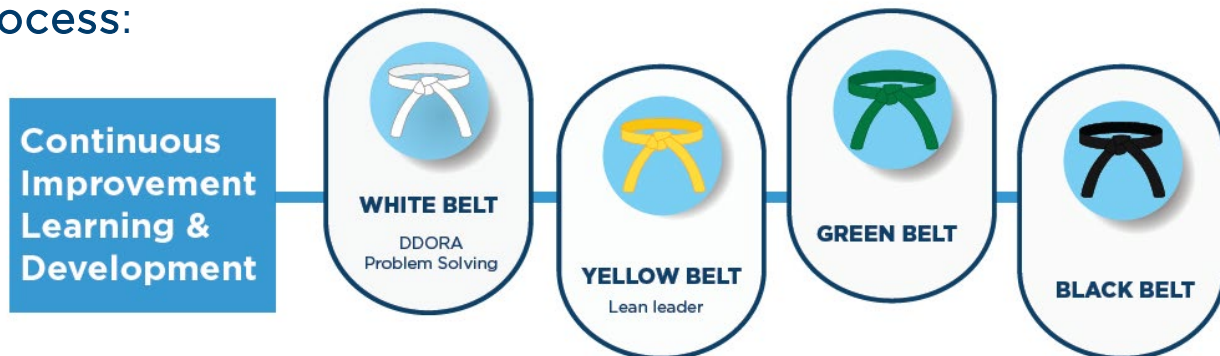 ocess:
Continuous
Improvement
Learning &
Development
WHITE BELT
DDORA
Problem Solving
YELLOW BELT
Lean leader
GREEN BELT
BLACK BELT